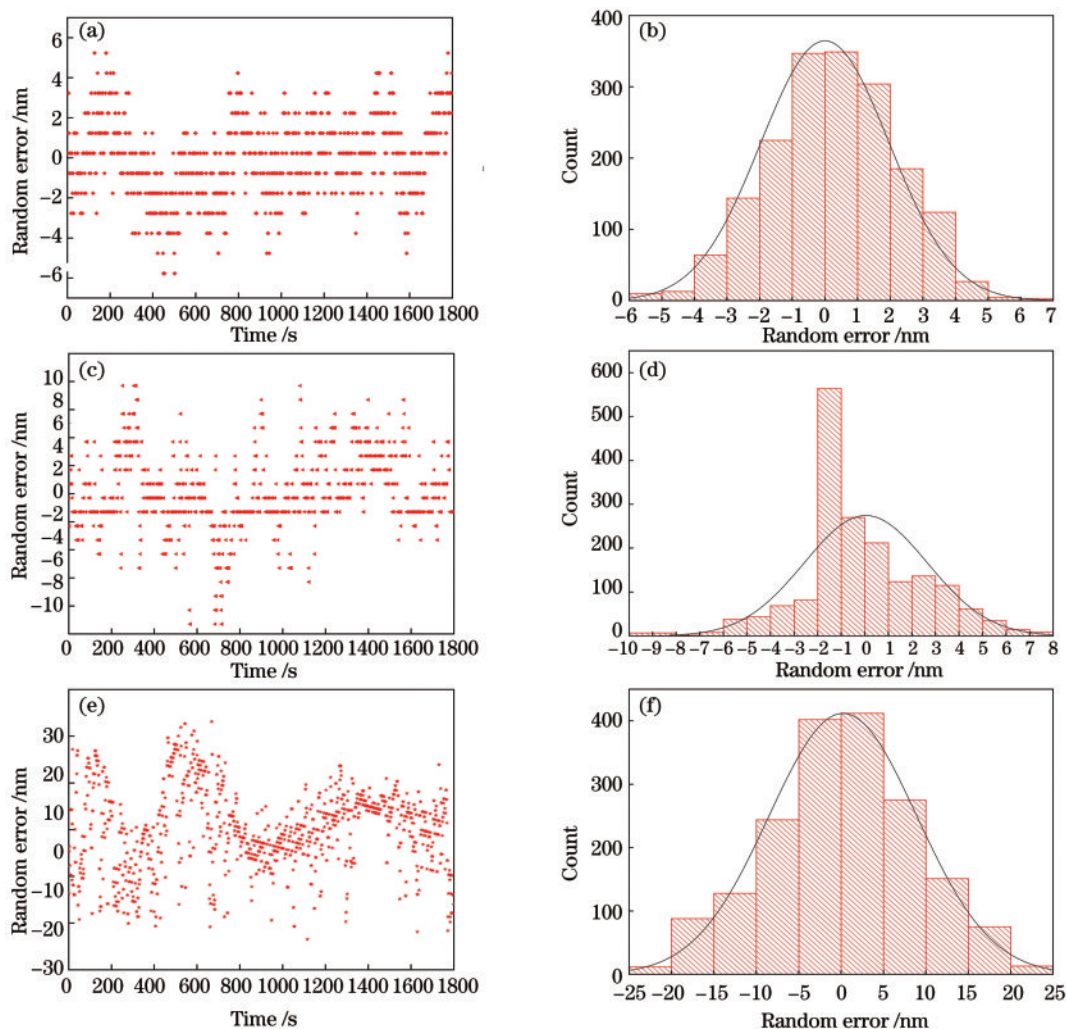 (a)
Random error /nm
6
4
2
0
−2
−4
−6
0 200 400 600 800 1000 1200 1400 1600 1800
Time /s
(b)
Count
400
300
200
100
0
−6 −5 −4 −3 −2 −1 0 1 2 3 4 5 6 7
Random error /nm
(c)
Random error /nm
10
8
6
4
2
0
−2
−4
−6
−8
−10
0 200 400 600 800 1000 1200 1400 1600 1800
Time /s
(d)
Count
600
500
400
300
200
100
0
−10 −9 −8 −7 −6 −5 −4 −3 −2 −1 0 1 2 3 4 5 6 7 8
Random error /nm
(e)
Random error /nm
30
20
10
0
−10
−20
−30
0 200 400 600 800 1000 1200 1400 1600 1800
Time /s
(f)
Count
400
300
200
100
0
−25 −20 −15 −10 −5 0 5 10 15 20 25
Random error /nm